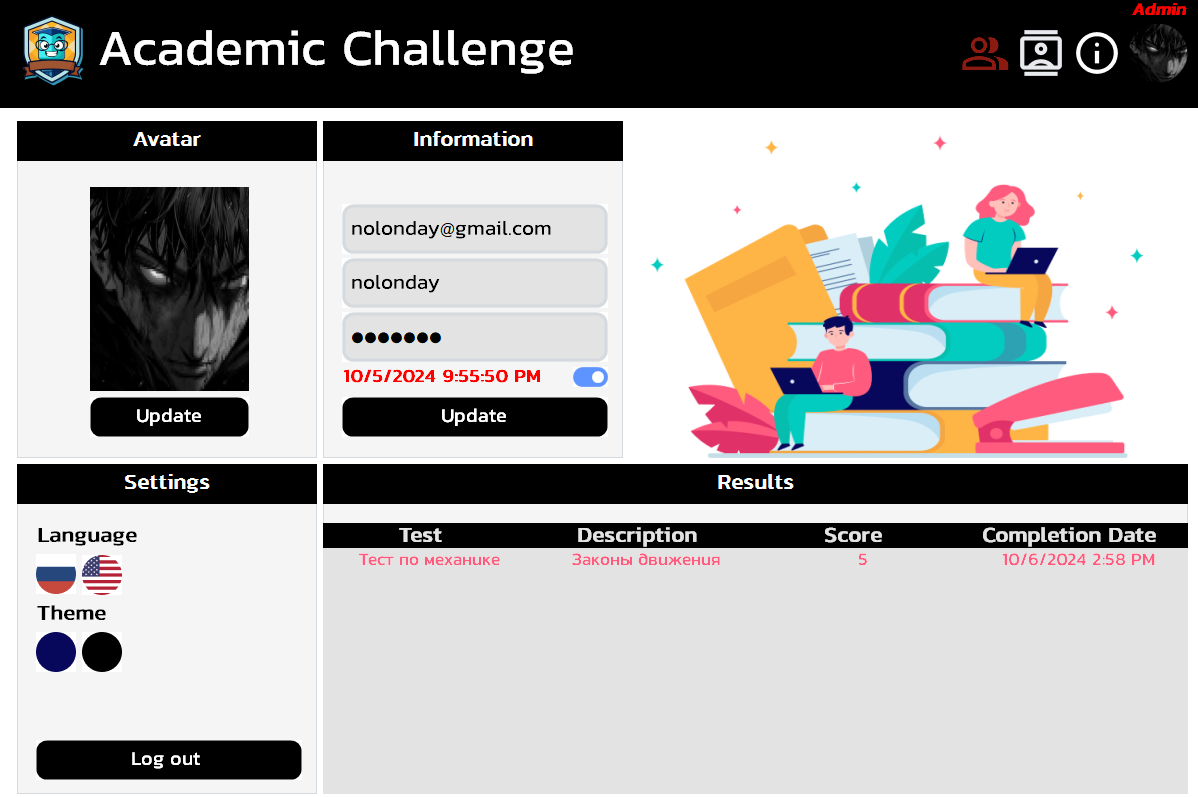 Admin
Academic Challenge
Avatar
Update
Information
nolonday@gmail.com
nolonday
●●●●●●●
10/5/2024 9:55:50 PM
Update
Settings
Language
Theme
Log out
Results
Test Description Score Completion Date
Тест по механике Законы движения 5 10/6/2024 2:58 PM